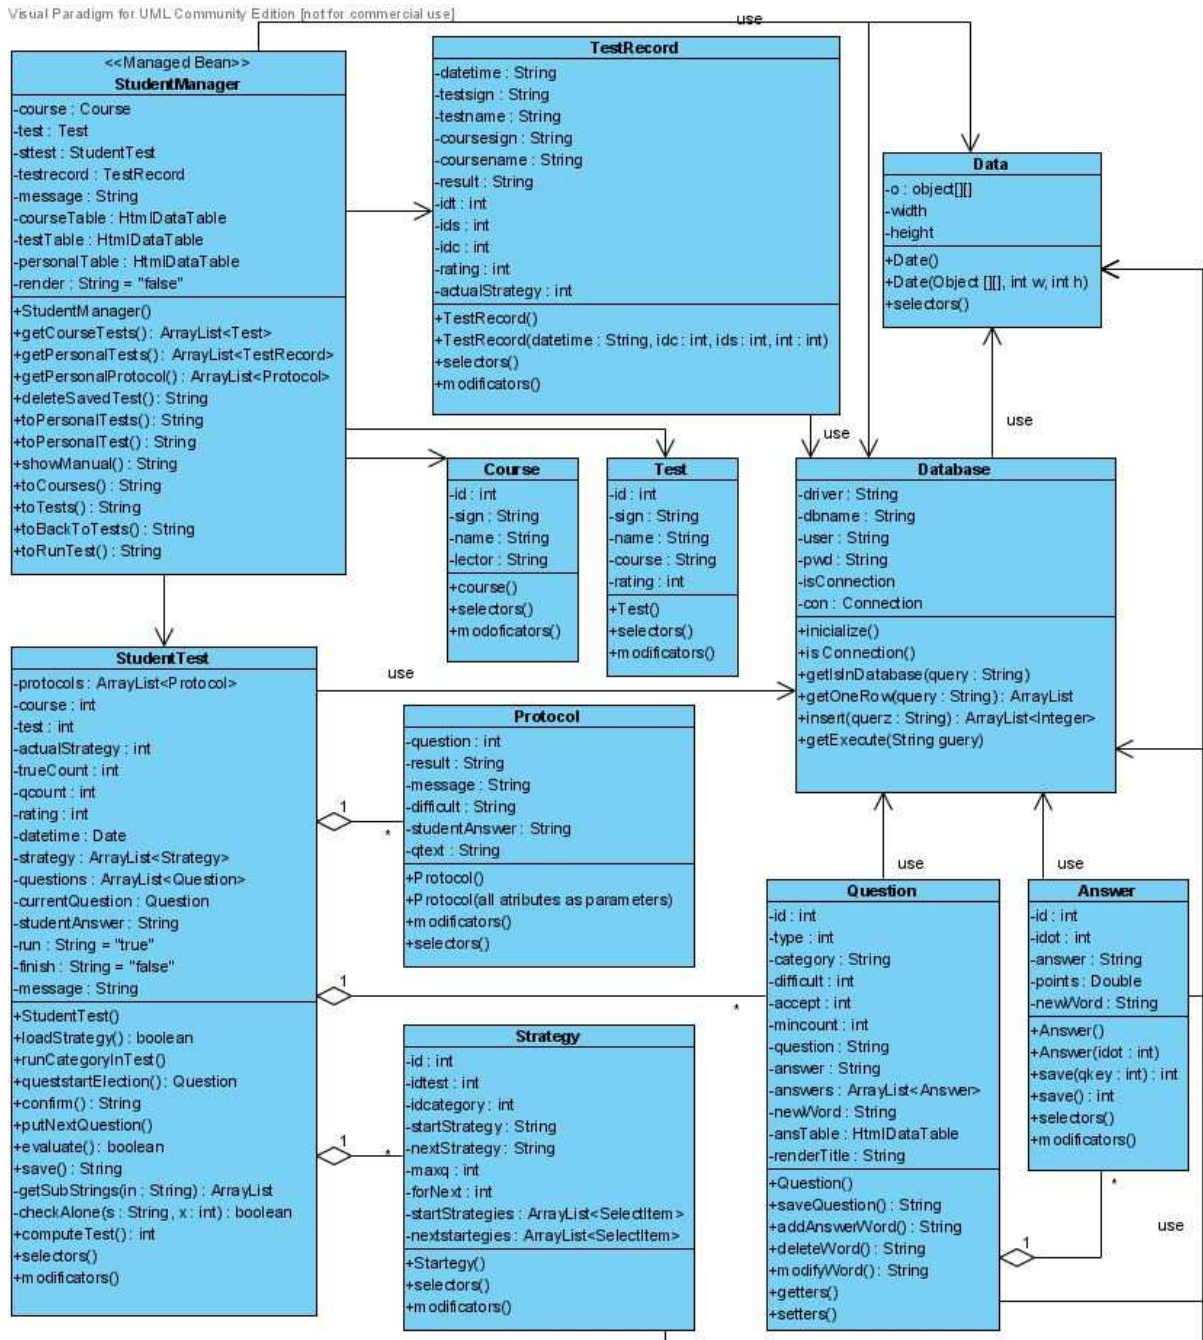 Visual Paradigm for UML Community Edition [not for commercial use]
use
<<Managed Bean>>
StudentManager
-course : Course
-test : Test
-sttest : StudentTest
-testrecord : TestRecord
-message : String
-courseTable : HtmlDataTable
-testTable : HtmlDataTable
-personalTable : HtmlDataTable
-render : String = "false"
+StudentManager()
+getCourseTests() : ArrayList<Test>
+getPersonalTests() : ArrayList<TestRecord>
+getPersonalProtocol() : ArrayList<Protocol>
+deleteSavedTest() : String
+toPersonalTests() : String
+toPersonalTest() : String
+showManual() : String
+toCourses() : String
+toTests() : String
+toBackToTests() : String
+toRunTest() : String
TestRecord
-datetime : String
-testsign : String
-testname : String
-coursesign : String
-coursename : String
-result : String
-idt : int
-ids : int
-idc : int
-rating : int
-actualStrategy : int
+TestRecord()
+TestRecord(datetime : String, idc : int, ids : int, int : int)
+selectors()
+modificators()
Data
-o : object[][]
-width
-height
+Date()
+Date(Object [][], int w, int h)
+selectors()
use
use
Course
-id : int
-sign : String
-name : String
-lector : String
+course()
+selectors()
+modoficators()
Test
-id : int
-sign : String
-name : String
-course : String
-rating : int
+Test()
+selectors()
+modificators()
Database
-driver : String
-dbname : String
-user : String
-pwd : String
-isConnection
-con : Connection
+inicialize()
+isConnection()
+getIsInDatabase(query : String)
+getOneRow(query : String) : ArrayList
+insert(querz : String) : ArrayList<Integer>
+getExecute(String guery)
StudentTest
-protocols : ArrayList<Protocol>
-course : int
-test : int
-actualStrategy : int
-trueCount : int
-qcount : int
-rating : int
-datetime : Date
-strategy : ArrayList<Strategy>
-questions : ArrayList<Question>
-currentQuestion : Question
-studentAnswer : String
-run : String = "true"
-finish : String = "false"
-message : String
+StudentTest()
+loadStrategy() : boolean
+runCategoryInTest()
+queststartElection() : Question
+confirm() : String
+putNextQuestion()
+evaluate() : boolean
+save() : String
-getSubStrings(in : String) : ArrayList
-checkAlone(s : String, x : int) : boolean
+computeTest() : int
+selectors()
+modificators()
use
1
*
Protocol
-question : int
-result : String
-message : String
-difficult : String
-studentAnswer : String
-qtext : String
+Protocol()
+Protocol(all atributes as parameters)
+modificators()
+selectors()
1
*
1
*
Strategy
-id : int
-idtest : int
-idcategory : int
-startStrategy : String
-nextStrategy : String
-maxq : int
-forNext : int
-startStrategies : ArrayList<SelectItem>
-nextstartegies : ArrayList<SelectItem>
+Startegy()
+selectors()
+modificators()
use
use
Question
-id : int
-type : int
-category : String
-difficult : int
-accept : int
-mincount : int
-question : String
-answer : String
-answers : ArrayList<Answer>
-newWord : String
-ansTable : HtmlDataTable
-renderTitle : String
+Question()
+saveQuestion() : String
+addAnswerWord() : String
+deleteWord() : String
+modifyWord() : String
+getters()
+setters()
Answer
-id : int
-idot : int
-answer : String
-points : Double
-newWord : String
+Answer()
+Answer(idot : int)
+save(qkey : int) : int
+save() : int
+selectors()
+modificators()
*
1
use